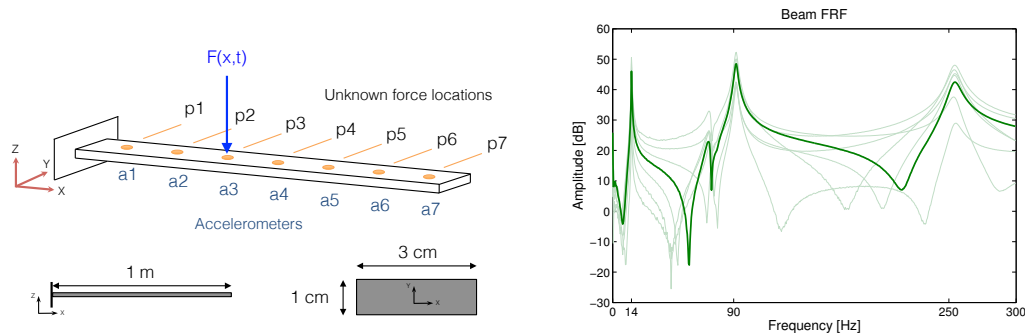 F(x,t)
Unknown force locations
p1
p2
p3
p4
p5
p6
p7
Z
Y
X
a1
a2
a3
a4
a5
a6
a7
Accelerometers
1 m
Z
X
3 cm
1 cm
Y
X
Beam FRF
Amplitude [dB]
60
50
40
30
20
10
0
−10
−20
−30
0 14 90 250 300
Frequency [Hz]